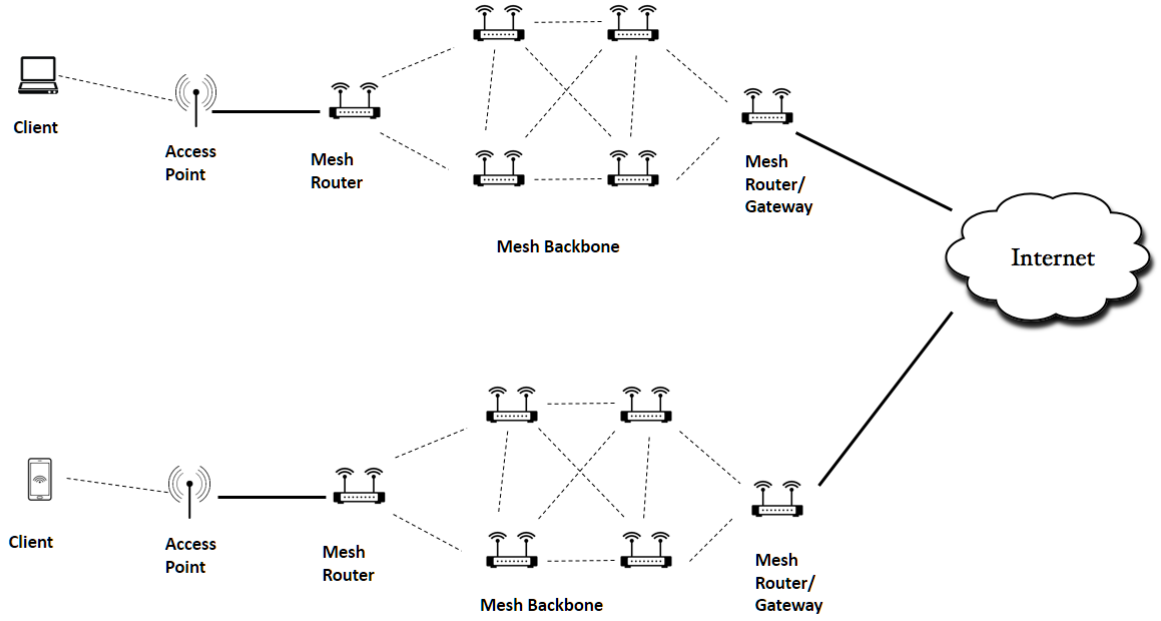 Client
Access
Point
Mesh
Router
Mesh Backbone
Mesh
Router/
Gateway
Internet
Client
Access
Point
Mesh
Router
Mesh Backbone
Mesh
Router/
Gateway